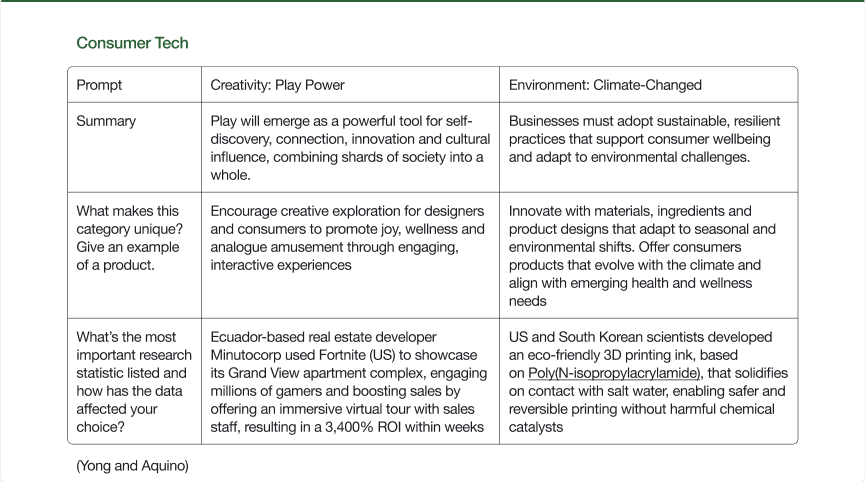 Consumer Tech
Prompt
Creativity: Play Power
Environment: Climate-Changed
Summary
Play will emerge as a powerful tool for self-
discovery, connection, innovation and cultural
influence, combining shards of society into a
whole.
Businesses must adopt sustainable, resilient
practices that support consumer wellbeing
and adapt to environmental challenges.
What makes this
category unique?
Give an example
of a product.
Encourage creative exploration for designers
and consumers to promote joy, wellness and
analogue amusement through engaging,
interactive experiences
Innovate with materials, ingredients and
product designs that adapt to seasonal and
environmental shifts. Offer consumers
products that evolve with the climate and
align with emerging health and wellness
needs
What’s the most
important research
statistic listed and
how has the data
affected your
choice?
Ecuador-based real estate developer
Minutocorp used Fortnite (US) to showcase
its Grand View apartment complex, engaging
millions of gamers and boosting sales by
offering an immersive virtual tour with sales
staff, resulting in a 3,400% ROI within weeks
US and South Korean scientists developed
an eco-friendly 3D printing ink, based
on Poly(N-isopropylacrylamide), that solidifies
on contact with salt water, enabling safer and
reversible printing without harmful chemical
catalysts
(Yong and Aquino)